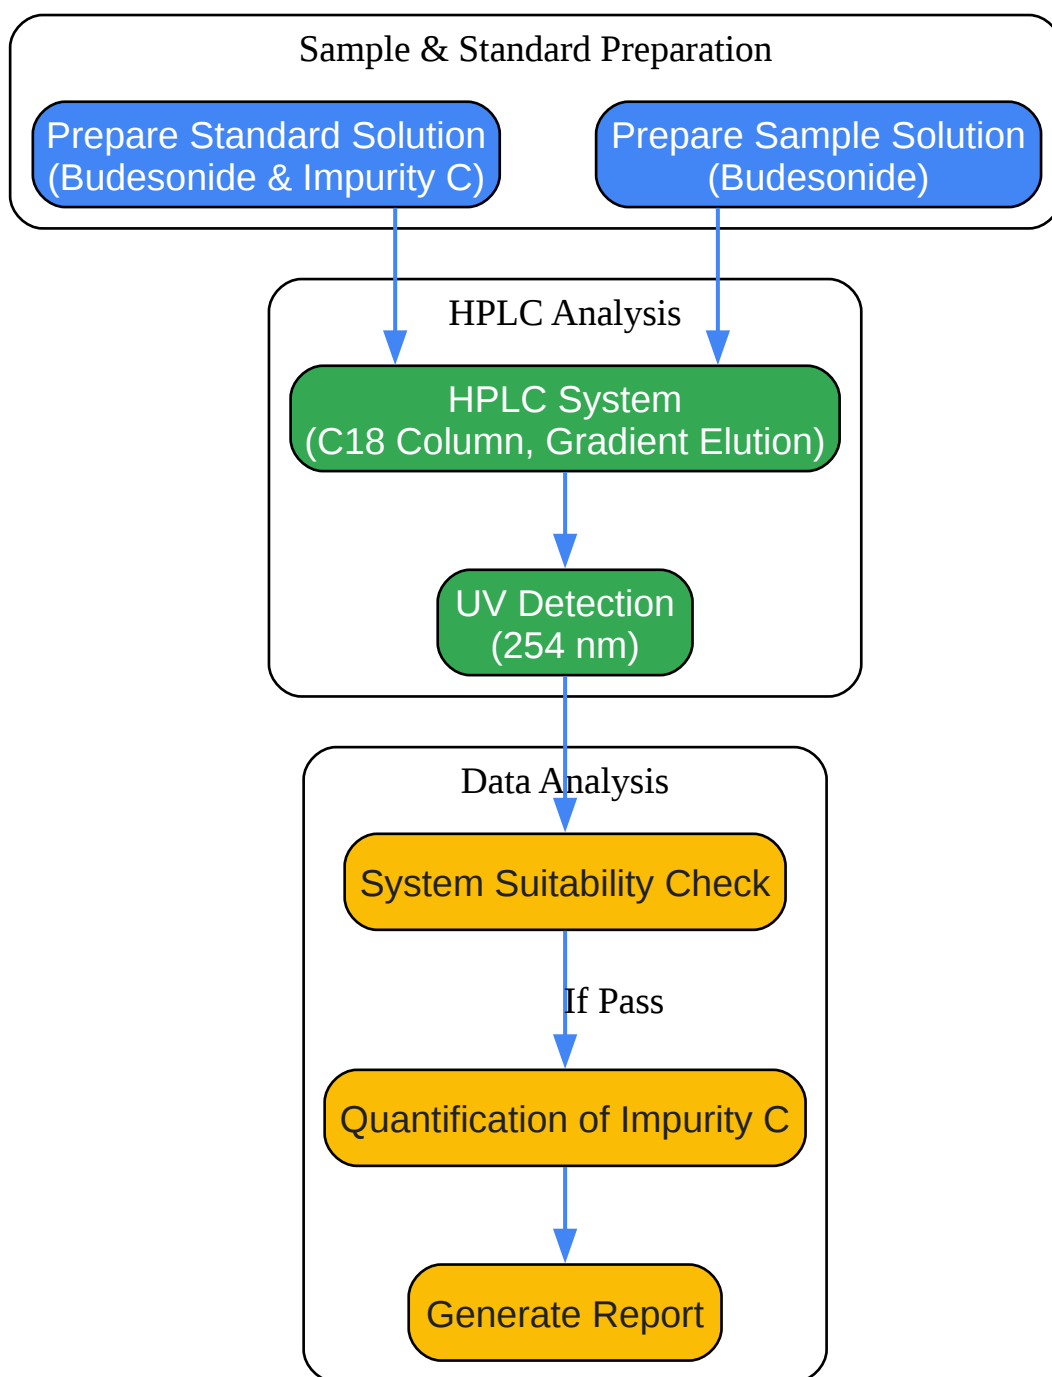 Sample & Standard Preparation
Prepare Standard Solution
(Budesonide & Impurity C)
Prepare Sample Solution
(Budesonide)
HPLC Analysis
HPLC System
(C18 Column, Gradient Elution)
UV Detection
(254 nm)
Data Analysis
System Suitability Check
If Pass
Quantification of Impurity C
Generate Report